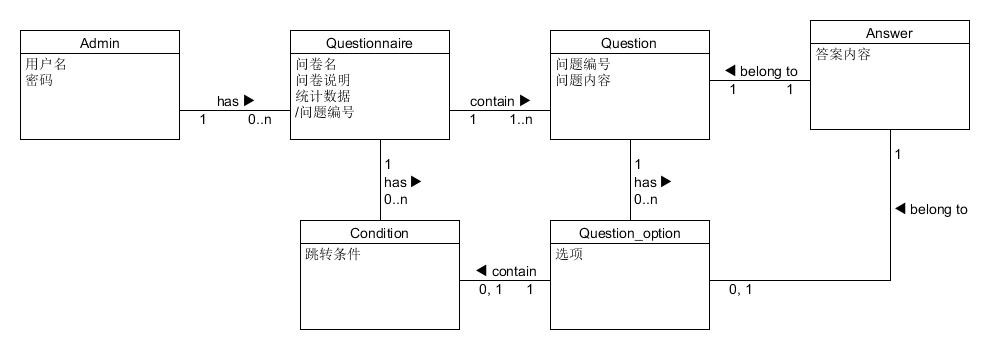 Admin
用户名
密码
has ▶
1
0..n
Questionnaire
问卷名
问卷说明
统计数据
/问题编号
contain ▶
1
1..n
Question
问题编号
问题内容
◀ belong to
1
1
Answer
答案内容
1
has ▶
0..n
1
has ▶
0..n
1
◀ belong to
Condition
跳转条件
◀ contain
0, 1
1
Question_option
选项
0, 1